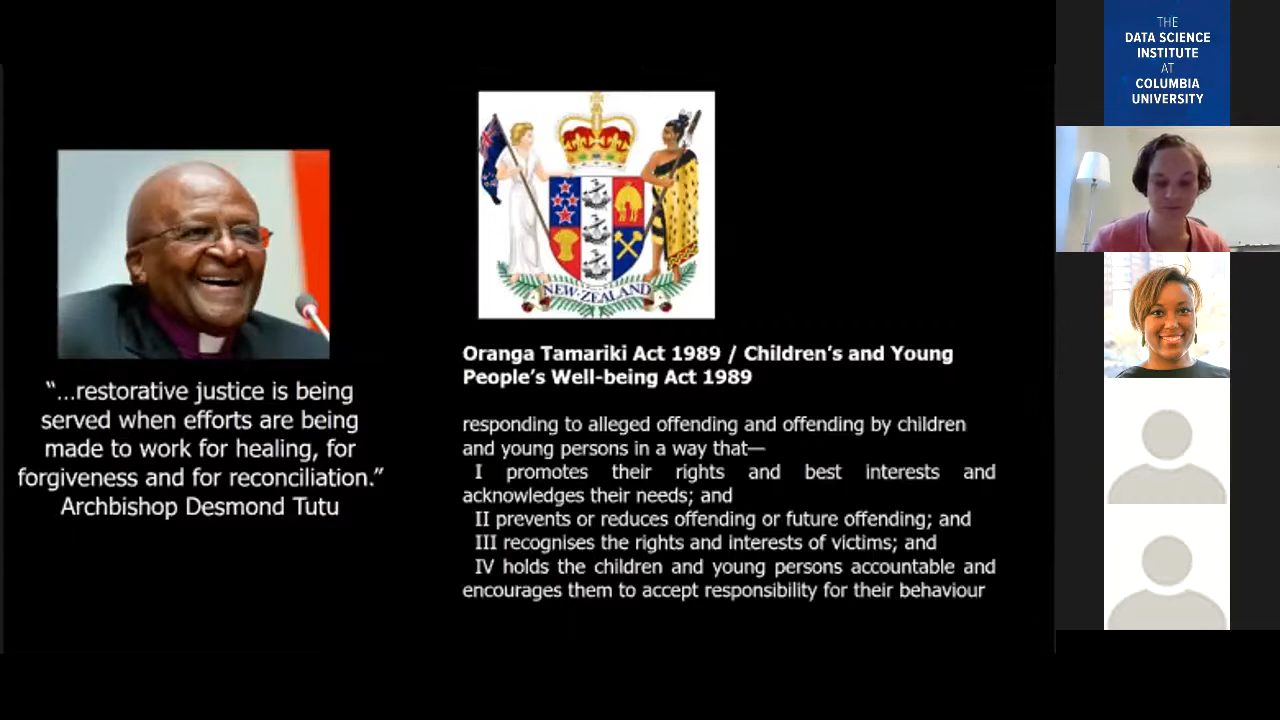 “...restorative justice is being
served when efforts are being
made to work for healing, for
forgiveness and for reconciliation.”
Archbishop Desmond Tutu
NEW·ZEALAND
Oranga Tamariki Act 1989 / Children’s and Young
People’s Well-being Act 1989
responding to alleged offending and offending by children
and young persons in a way that—
I promotes their rights and best interests and
acknowledges their needs; and
II prevents or reduces offending or future offending; and
III recognises the rights and interests of victims; and
IV holds the children and young persons accountable and
encourages them to accept responsibility for their behaviour
THE
DATA SCIENCE
INSTITUTE
AT
COLUMBIA
UNIVERSITY